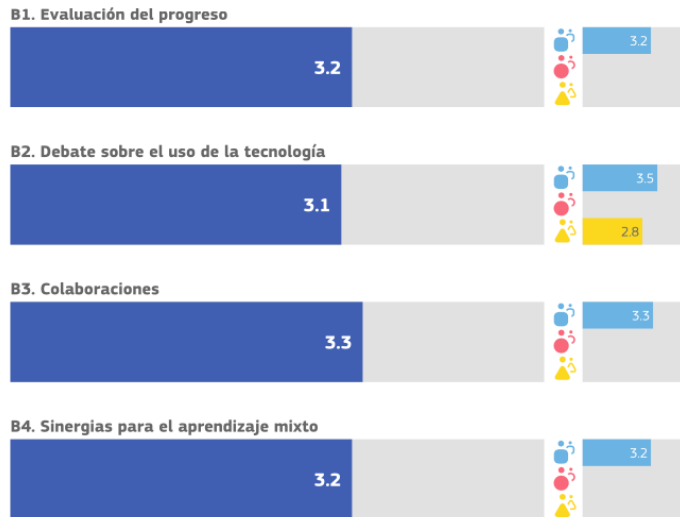 B1. Evaluación del progreso
3.2
3.2
B2. Debate sobre el uso de la tecnología
3.5
3.1
2.8
B3. Colaboraciones
3.3
3.3
B4. Sinergias para el aprendizaje mixto
3.2
3.2